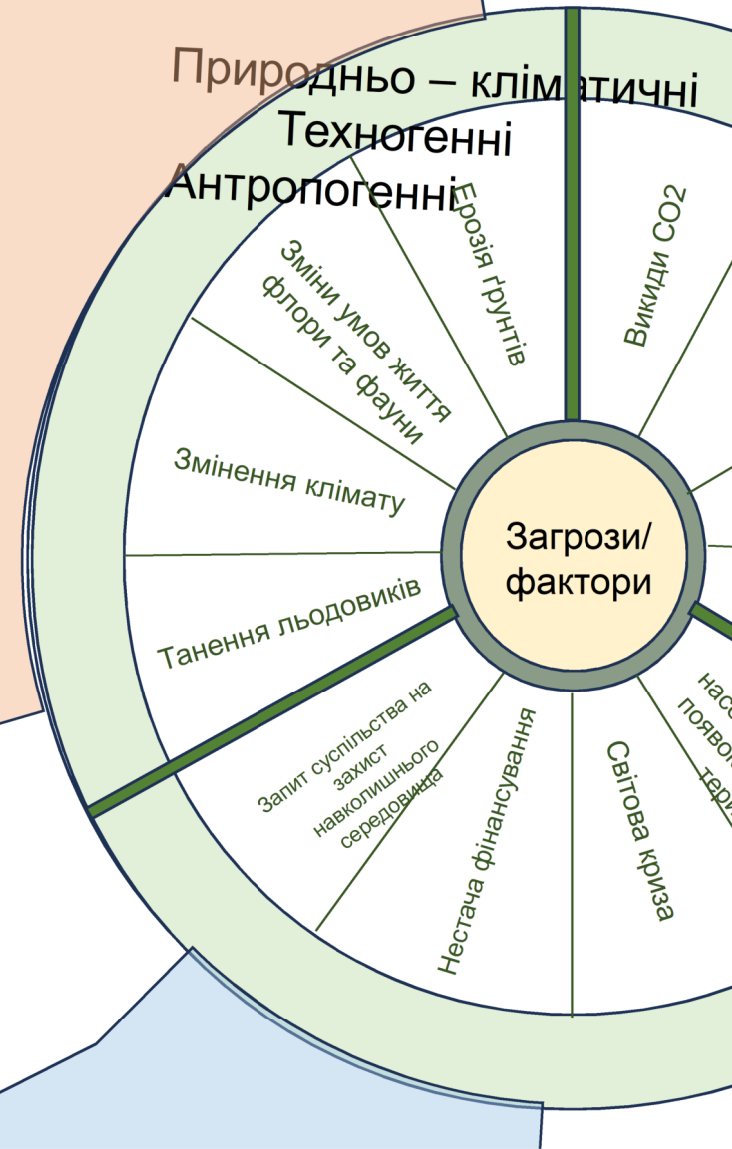 Природньо – кліматичні
Техногенні
Антропогенні
Ерозія ґрунтів
Викиди СО2
Зміни умов життя
флори та фауни
Змінення клімату
Танення льодовиків
Загрози/
фактори
Запит суспільства на
захист
навколишнього
середовища
Нестача фінансування
Світова криза